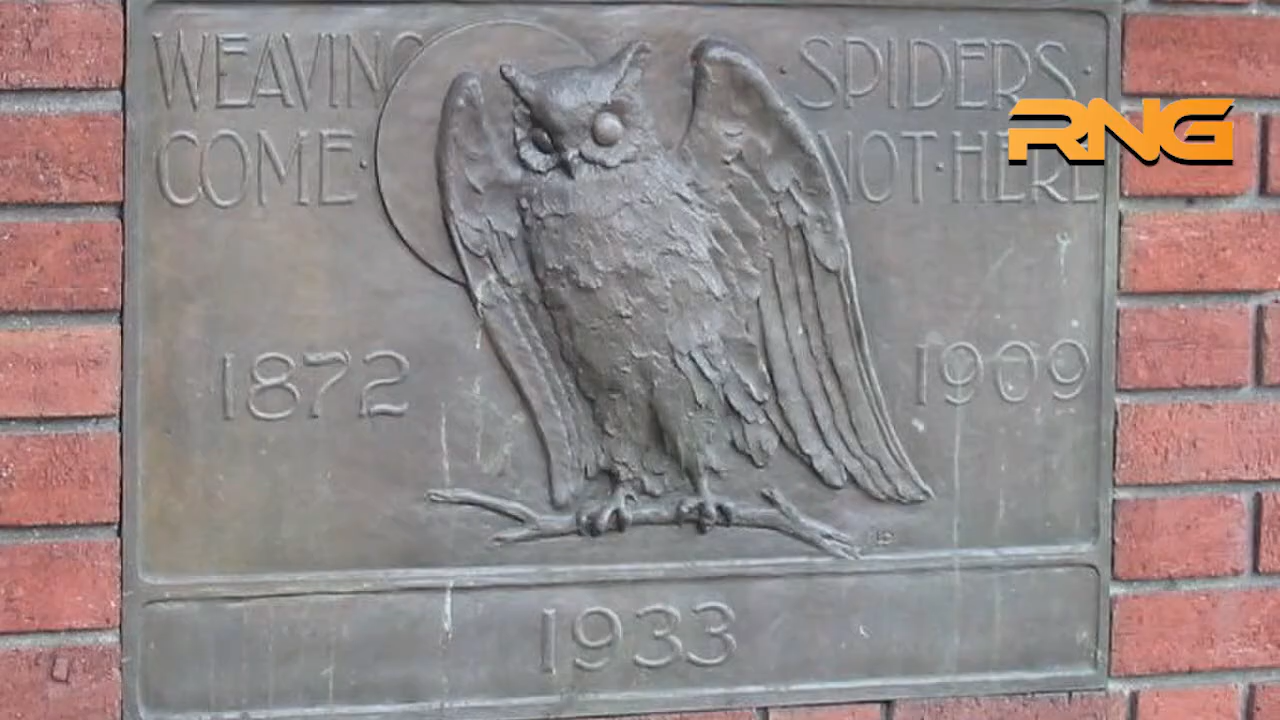 WEAVING · SPIDERS ·
COME · NOT · HERE
RNG
1872 1909
1933